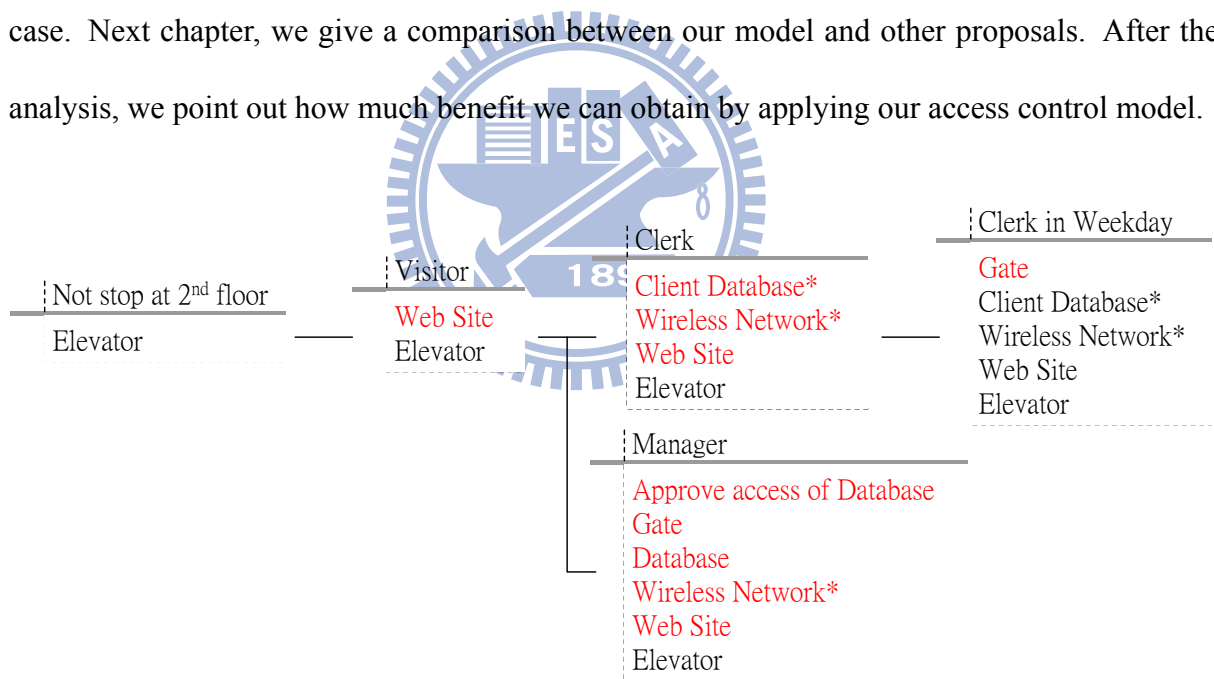 case. Next chapter, we give a comparison between our model and other proposals. After the
analysis, we point out how much benefit we can obtain by applying our access control model.
E S A
8
189
Not stop at 2nd floor
Elevator
Visitor
Web Site
Elevator
Clerk
Client Database*
Wireless Network*
Web Site
Elevator
Clerk in Weekday
Gate
Client Database*
Wireless Network*
Web Site
Elevator
Manager
Approve access of Database
Gate
Database
Wireless Network*
Web Site
Elevator